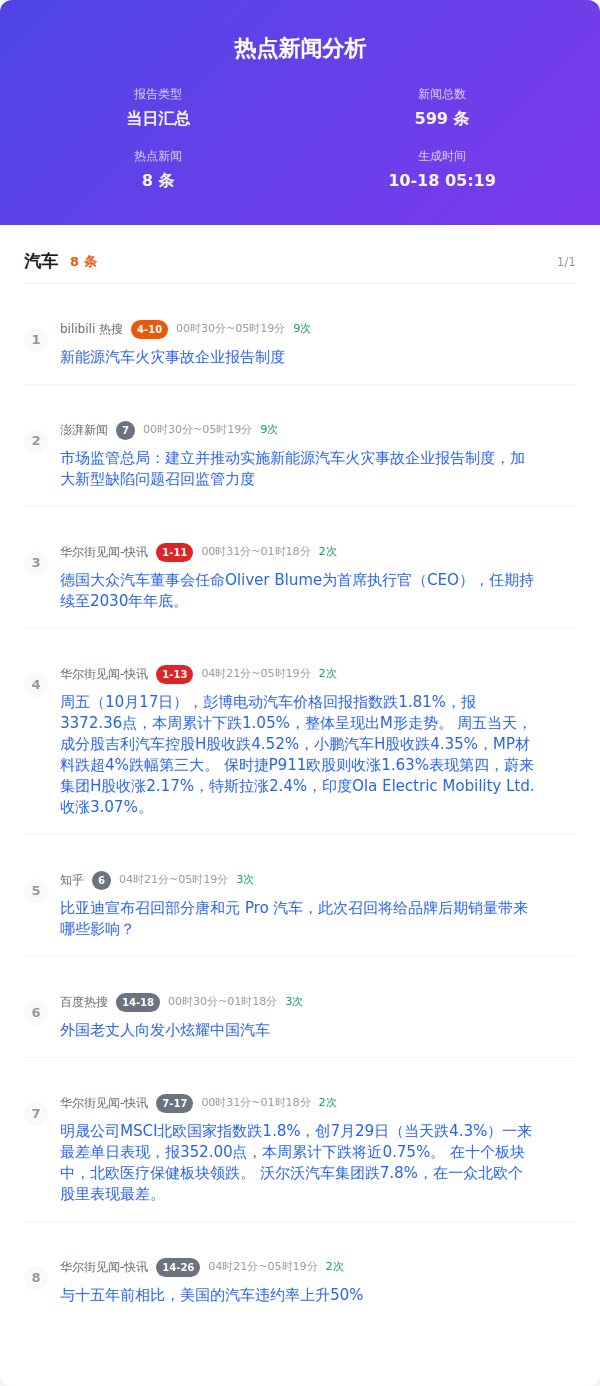 热点新闻分析
报告类型
当日汇总
新闻总数
599 条
热点新闻
8 条
生成时间
10-18 05:19
汽车 8 条 1/1
1
bilibili 热搜 4-10 00时30分~05时19分 9次
新能源汽车火灾事故企业报告制度
2
澎湃新闻 7 00时30分~05时19分 9次
市场监管总局：建立并推动实施新能源汽车火灾事故企业报告制度，加
大新型缺陷问题召回监管力度
3
华尔街见闻-快讯 1-11 00时31分~01时18分 2次
德国大众汽车董事会任命Oliver Blume为首席执行官（CEO），任期持
续至2030年年底。
4
华尔街见闻-快讯 1-13 04时21分~05时19分 2次
周五（10月17日），彭博电动汽车价格回报指数跌1.81%，报
3372.36点，本周累计下跌1.05%，整体呈现出M形走势。 周五当天，
成分股吉利汽车控股H股收跌4.52%，小鹏汽车H股收跌4.35%，MP材
料跌超4%跌幅第三大。 保时捷P911欧股则收涨1.63%表现第四，蔚来
集团H股收涨2.17%，特斯拉涨2.4%，印度Ola Electric Mobility Ltd.
收涨3.07%。
5
知乎 6 04时21分~05时19分 3次
比亚迪宣布召回部分唐和元 Pro 汽车，此次召回将给品牌后期销量带来
哪些影响？
6
百度热搜 14-18 00时30分~01时18分 3次
外国老丈人向发小炫耀中国汽车
7
华尔街见闻-快讯 7-17 00时31分~01时18分 2次
明晟公司MSCI北欧国家指数跌1.8%，创7月29日（当天跌4.3%）一来
最差单日表现，报352.00点，本周累计下跌将近0.75%。 在十个板块
中，北欧医疗保健板块领跌。 沃尔沃汽车集团跌7.8%，在一众北欧个
股里表现最差。
8
华尔街见闻-快讯 14-26 04时21分~05时19分 2次
与十五年前相比，美国的汽车违约率上升50%